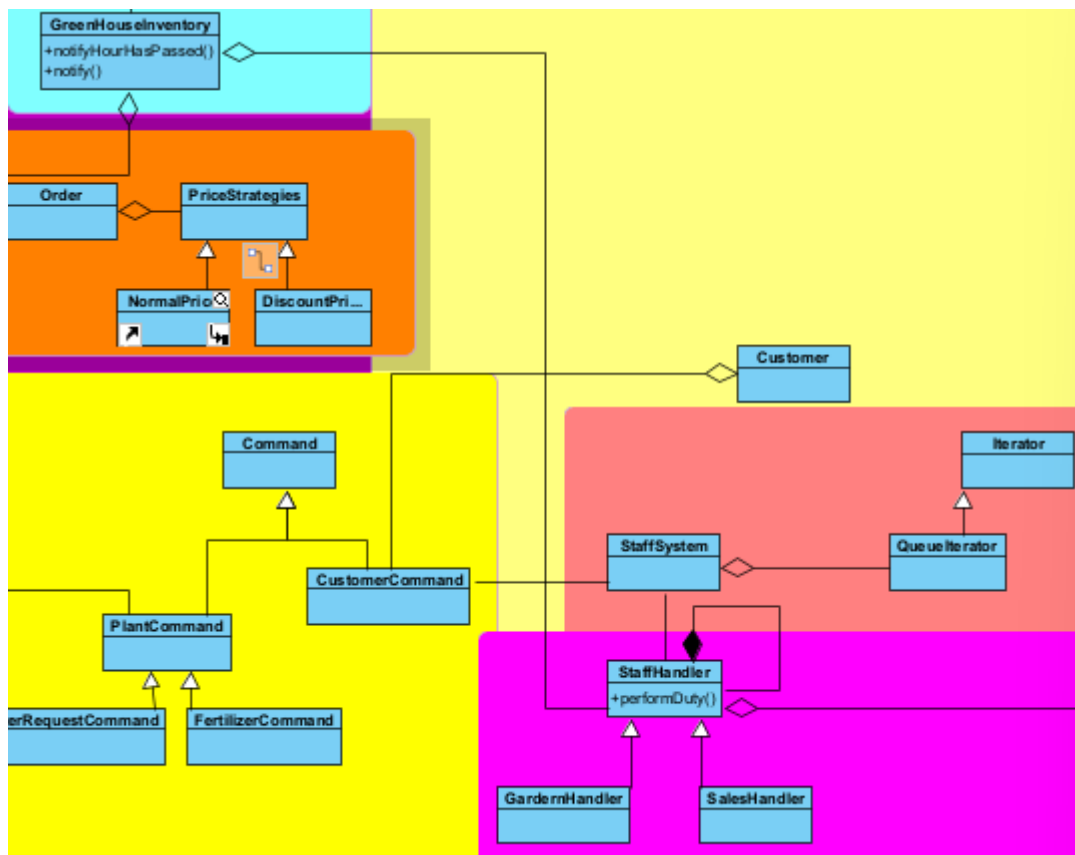 GreenHouseInventory
+notifyHourHasPassed()
+notify()
Order
PriceStrategies
DiscountPri...
Customer
Command
Iterator
StaffSystem
QueueIterator
CustomerCommand
PlantCommand
StaffHandler
+performDuty()
erRequestCommand
FertilizerCommand
GardernHandler
SalesHandler